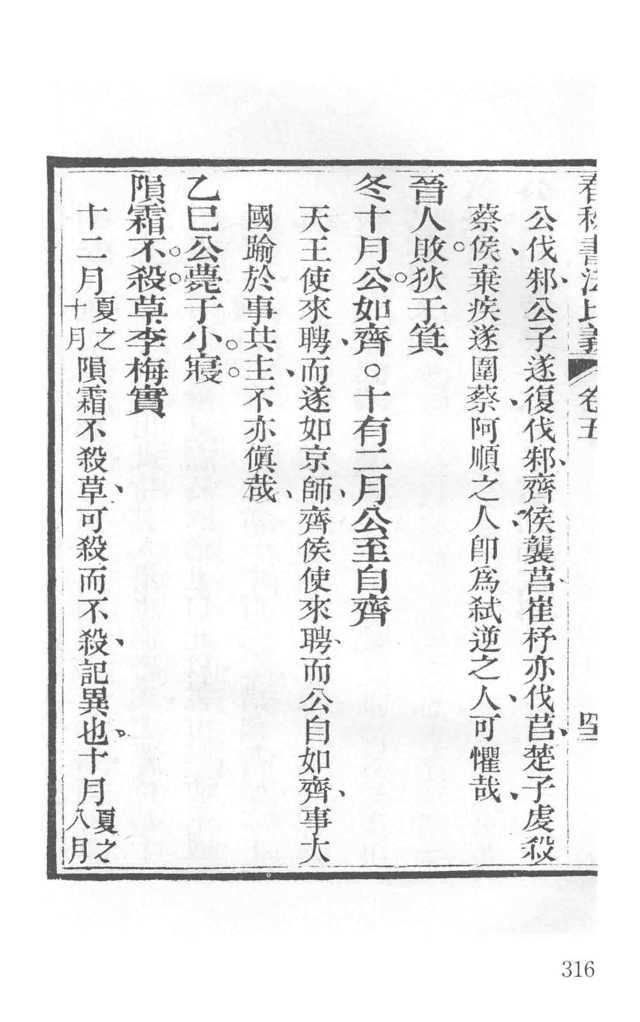 春秋書法比義 卷五 四
公伐邾公子遂復伐邾齊侯襲莒崔杼亦伐莒楚子虔殺
蔡侯棄疾遂圍蔡阿順之人卽爲弑逆之人可懼哉
晉人敗狄于箕
冬十月公如齊○十有二月公至自齊
天王使來聘而遂如京師齊侯使來聘而公自如齊事大
國踰於事共主不亦傎哉
乙巳公薨于小寢
隕霜不殺草李梅實
十二月夏之十月隕霜不殺草可殺而不殺記異也十月夏之八月
316